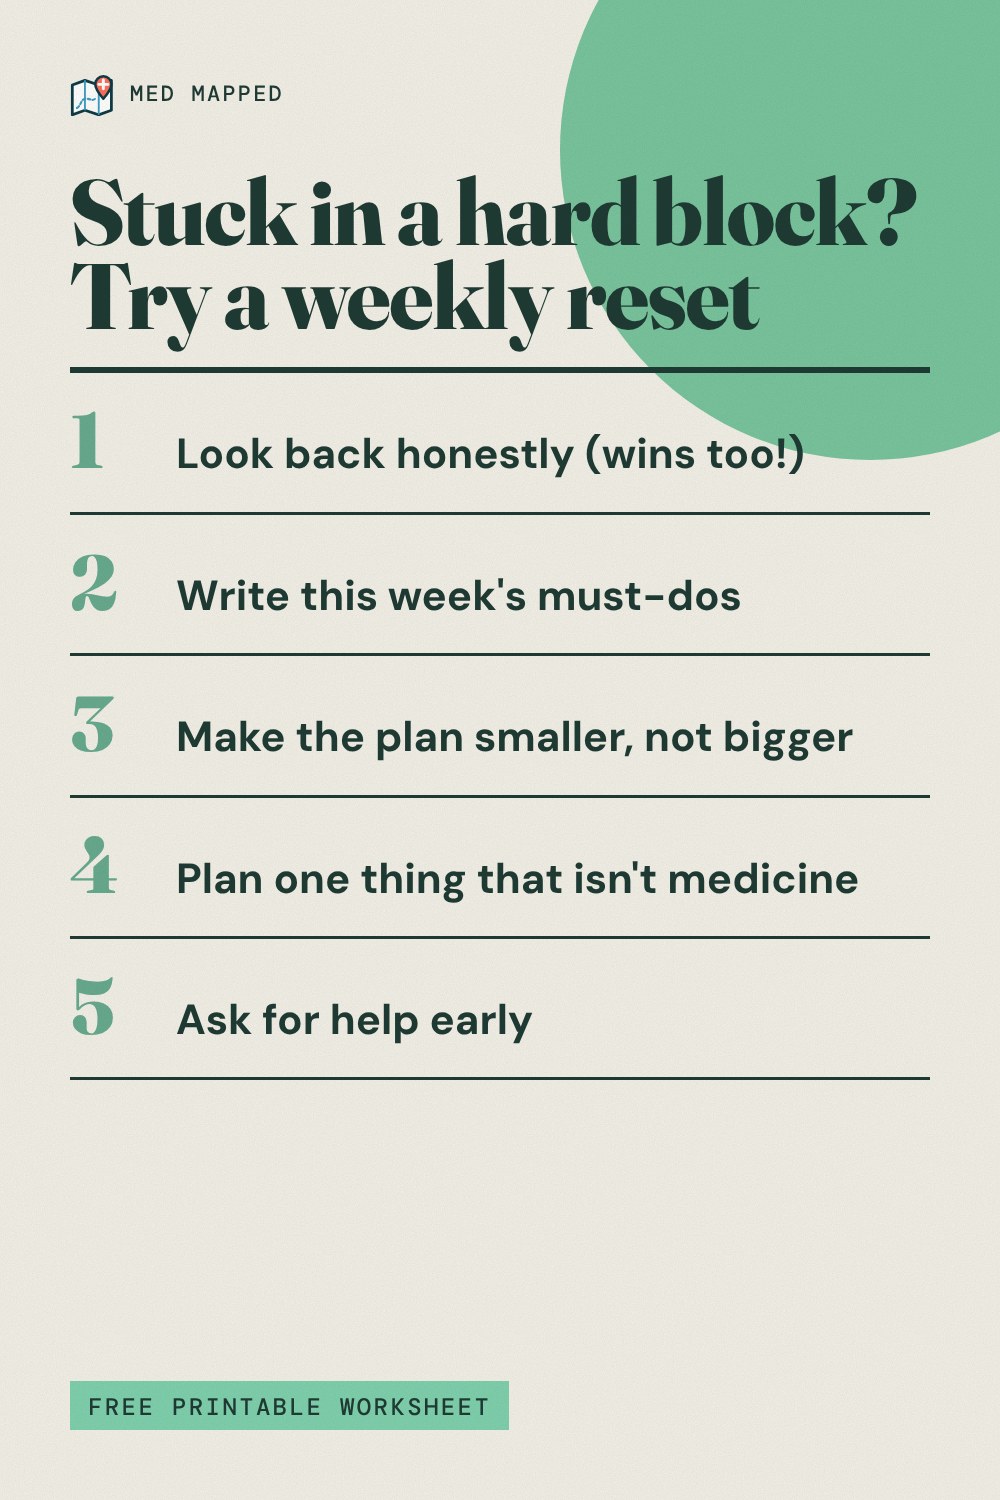 MED MAPPED
Stuck in a hard block?
Try a weekly reset
1 Look back honestly (wins too!)
2 Write this week's must-dos
3 Make the plan smaller, not bigger
4 Plan one thing that isn't medicine
5 Ask for help early
FREE PRINTABLE WORKSHEET